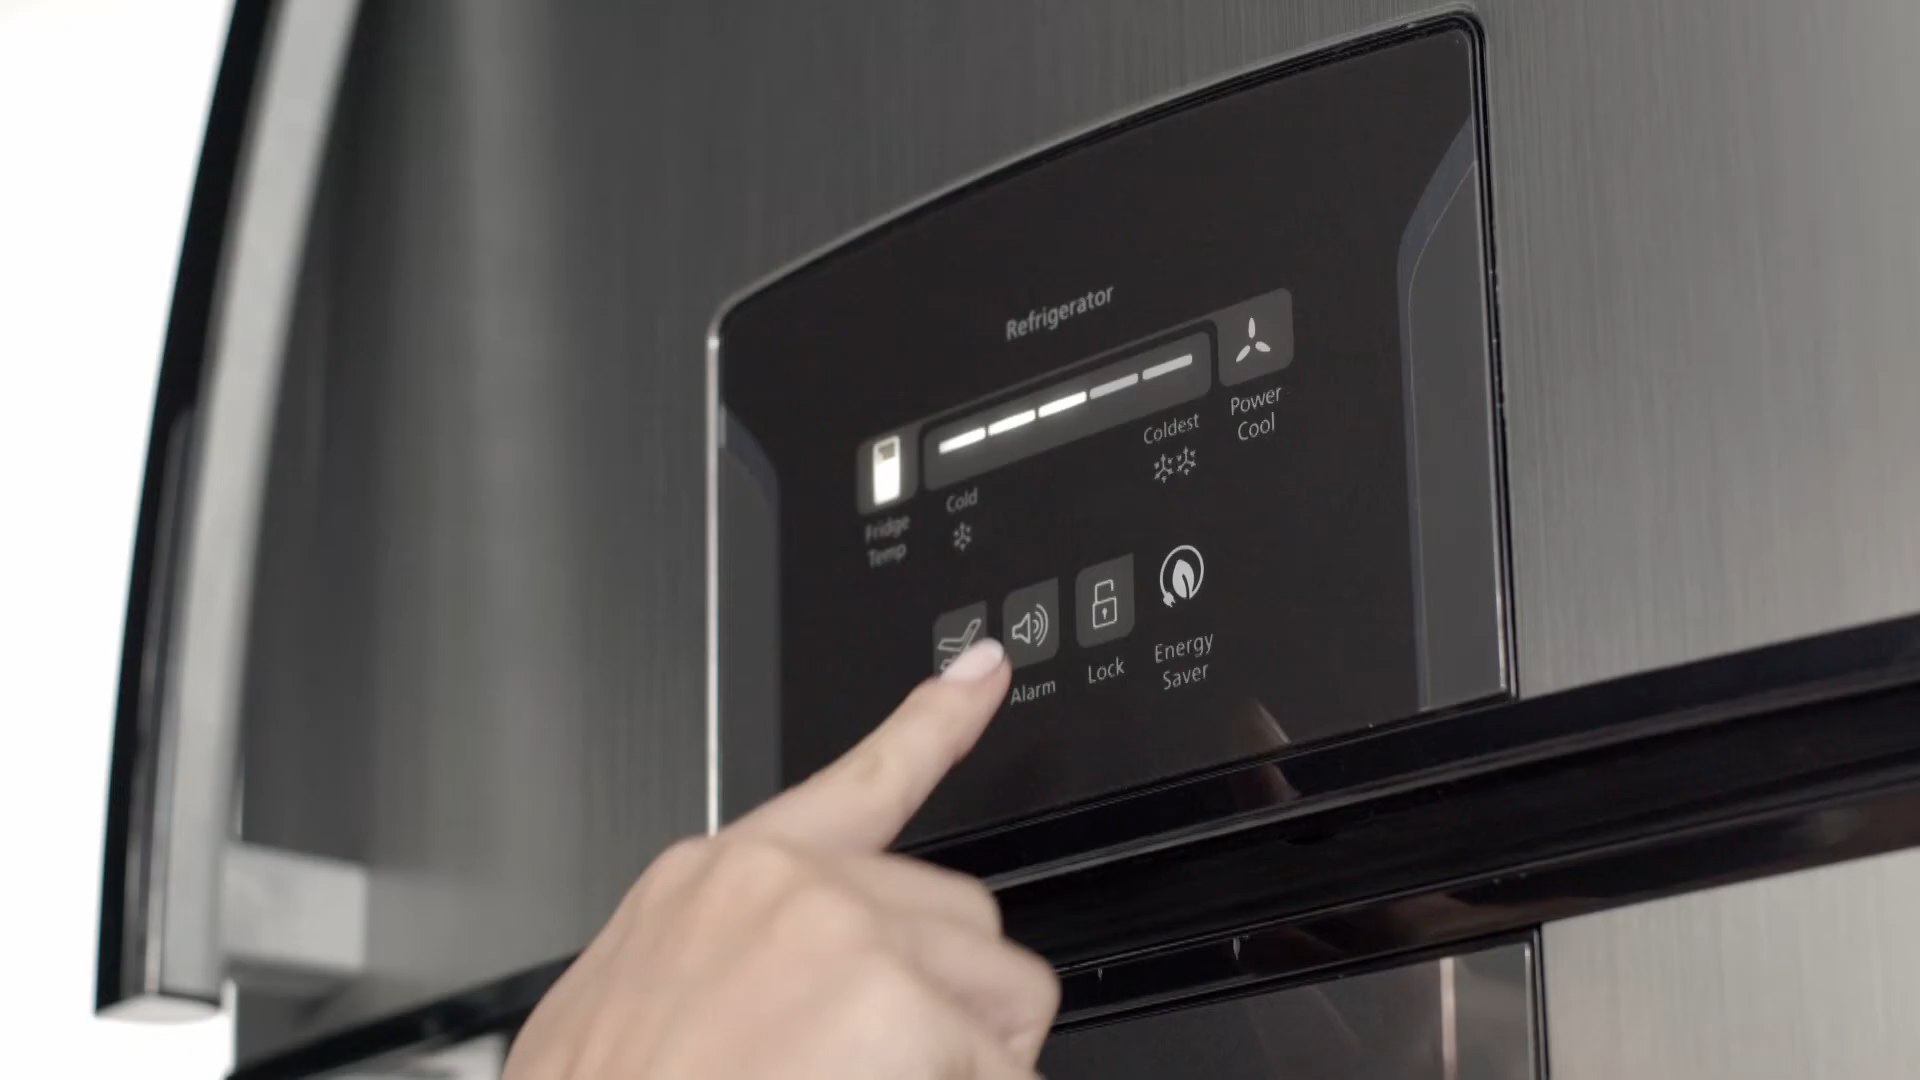 Refrigerator
Power
Cool
Coldest
Cold
Fridge
Temp
Alarm
Lock
Energy
Saver